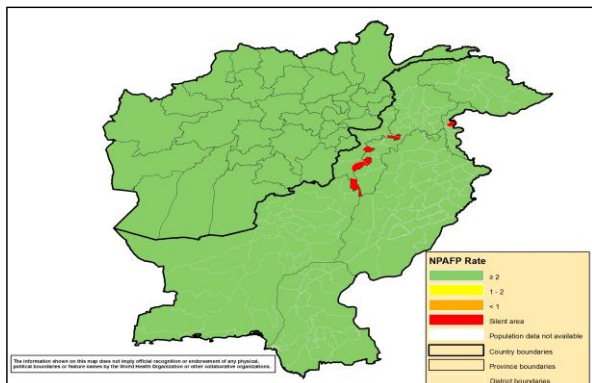 NPAFP Rate
≥ 2
1 - 2
< 1
Silent area
Population data not available
Country boundaries
Province boundaries
District boundaries
The information shown on this map does not imply official recognition or endorsement of any physical,
political boundaries or feature names by the World Health Organization or other collaborative organizations.